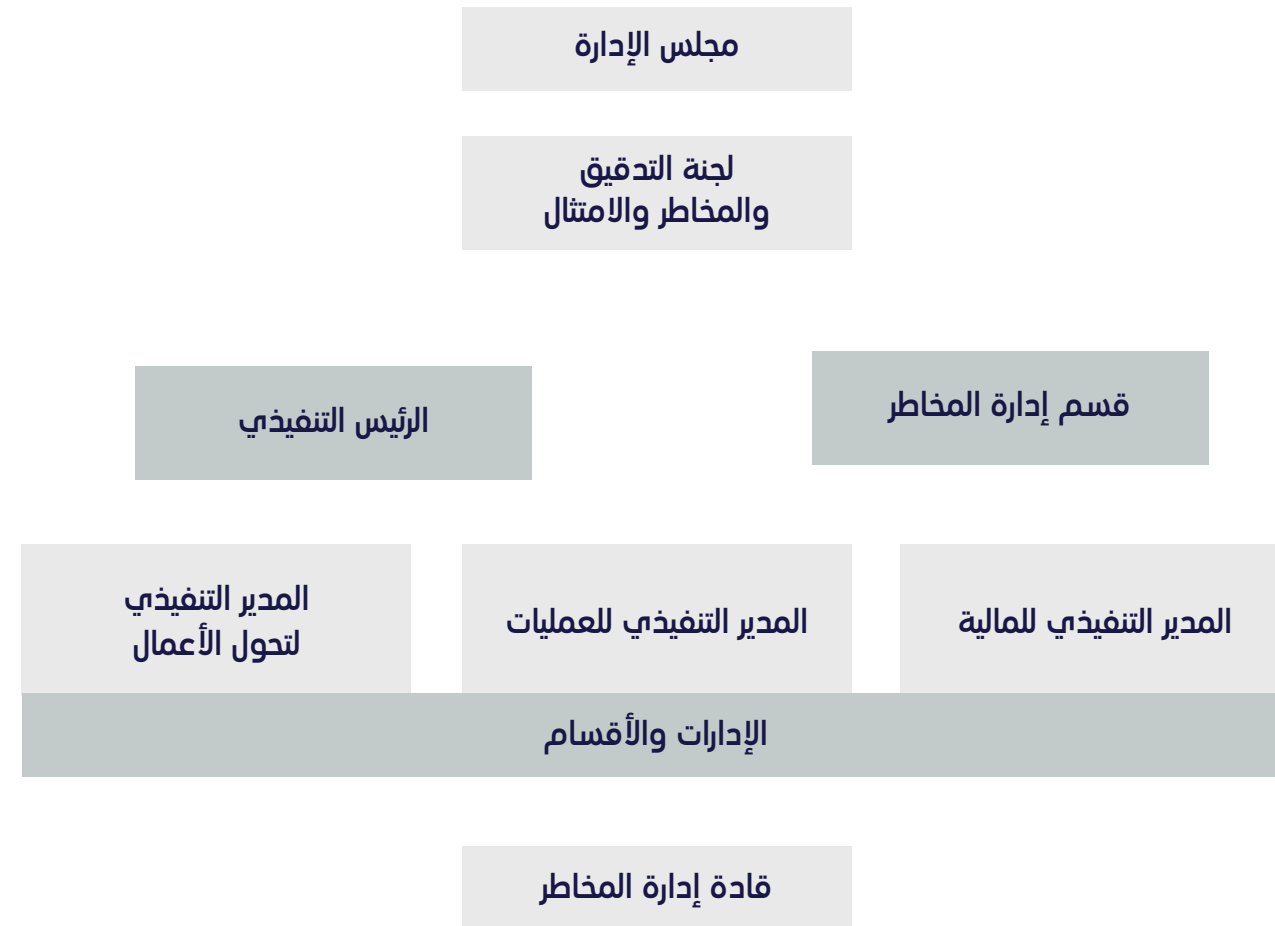 مجلس الإدارة
لجنة التدقيق
والمخاطر والامتثال
قسم إدارة المخاطر
الرئيس التنفيذي
المدير التنفيذي للمالية
المدير التنفيذي للعمليات
المدير التنفيذي
لتحول الأعمال
الإدارات والأقسام
قادة إدارة المخاطر